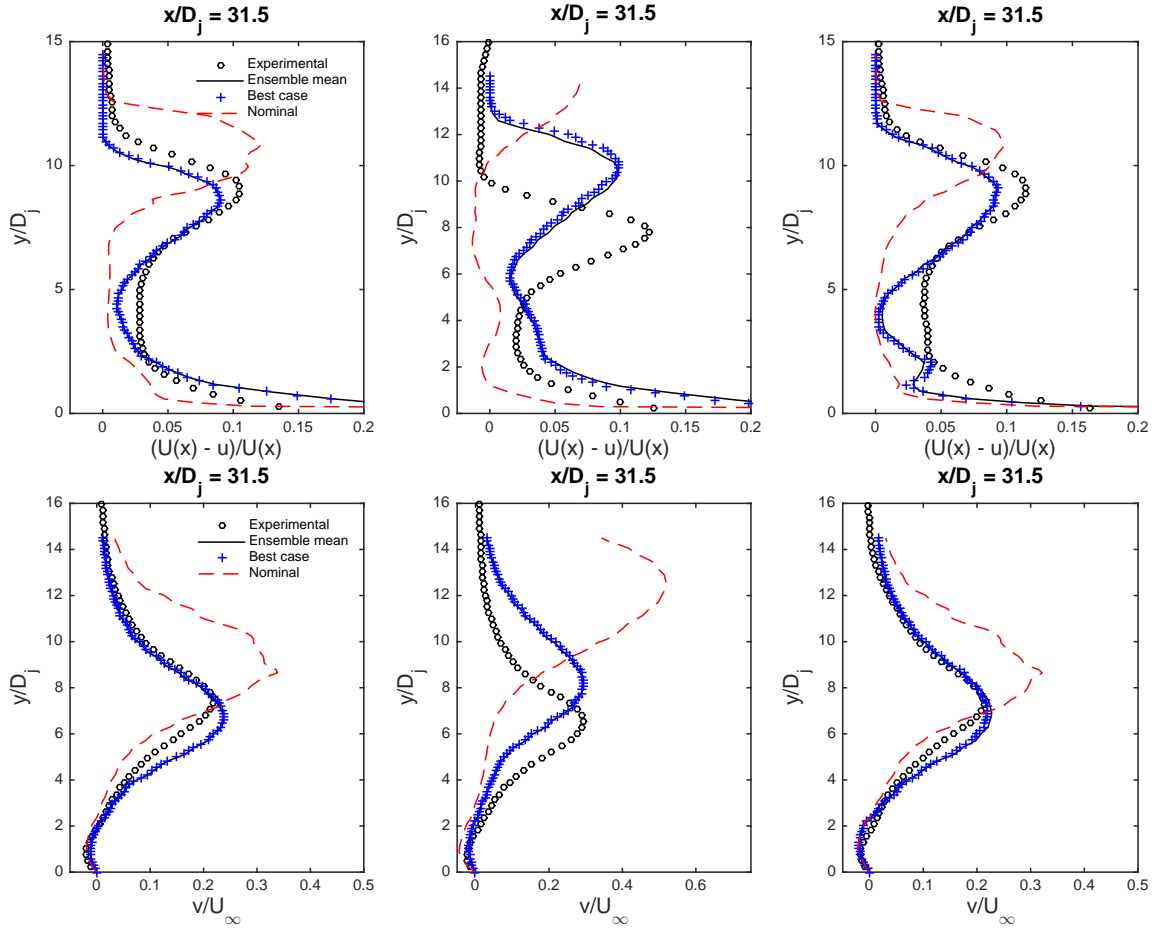 x/D_j = 31.5
x/D_j = 31.5
x/D_j = 31.5
15
10
5
0
y/D_j
Experimental
Ensemble mean
Best case
Nominal
0 0.05 0.1 0.15 0.2
(U(x) - u)/U(x)
16
14
12
10
8
6
4
2
0
y/D_j
0 0.05 0.1 0.15 0.2
(U(x) - u)/U(x)
15
10
5
0
y/D_j
0 0.05 0.1 0.15 0.2
(U(x) - u)/U(x)
x/D_j = 31.5
x/D_j = 31.5
x/D_j = 31.5
16
14
12
10
8
6
4
2
0
y/D_j
Experimental
Ensemble mean
Best case
Nominal
0 0.1 0.2 0.3 0.4 0.5
v/U_∞
16
14
12
10
8
6
4
2
0
y/D_j
0 0.2 0.4 0.6
v/U_∞
16
14
12
10
8
6
4
2
0
y/D_j
0 0.1 0.2 0.3 0.4 0.5
v/U_∞